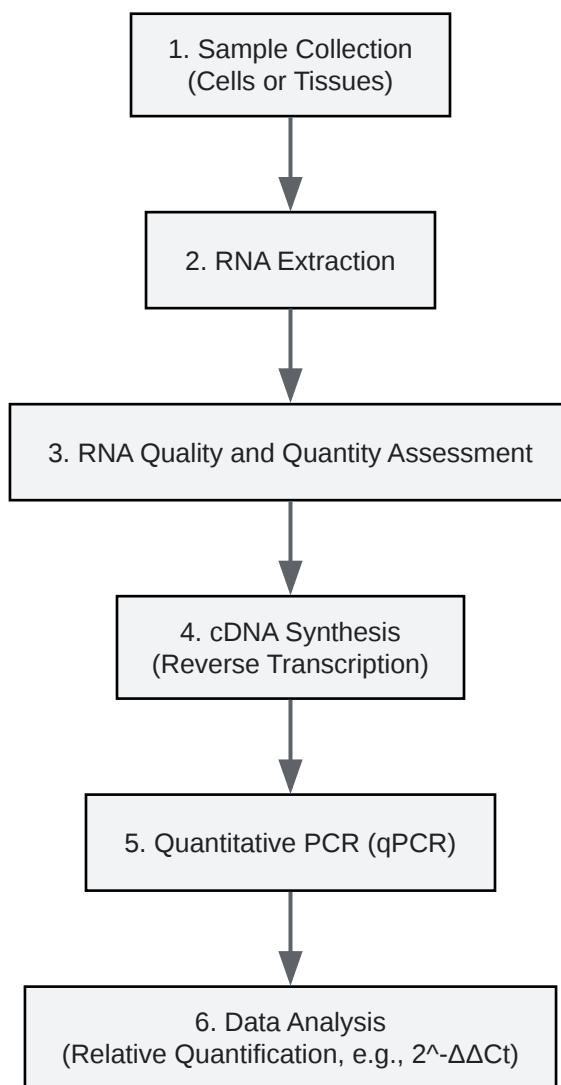 1. Sample Collection
(Cells or Tissues)
2. RNA Extraction
3. RNA Quality and Quantity Assessment
4. cDNA Synthesis
(Reverse Transcription)
5. Quantitative PCR (qPCR)
6. Data Analysis
(Relative Quantification, e.g., 2^-ΔΔCt)